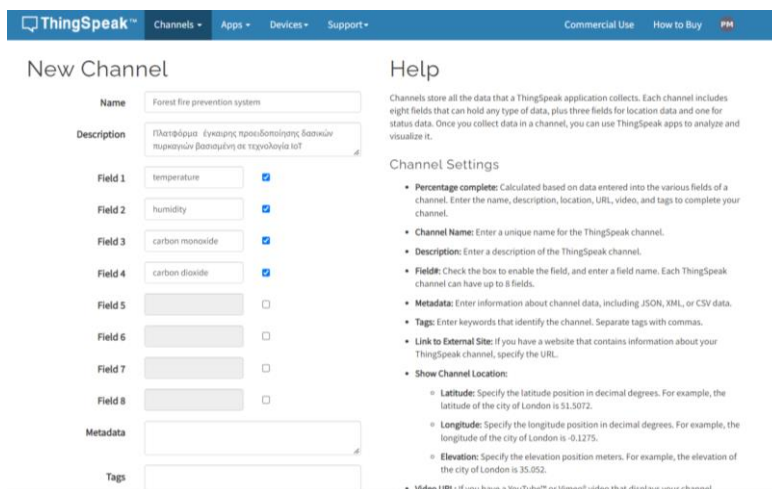 ThingSpeak™ Channels Apps Devices Support Commercial Use How to Buy PM
New Channel
Name Forest fire prevention system
Description Πλατφόρμα έγκαιρης προειδοποίησης δασικών
πυρκαγιών βασισμένη σε τεχνολογία IoT
Field 1 temperature
Field 2 humidity
Field 3 carbon monoxide
Field 4 carbon dioxide
Field 5
Field 6
Field 7
Field 8
Metadata
Tags
Help
Channels store all the data that a ThingSpeak application collects. Each channel includes
eight fields that can hold any type of data, plus three fields for location data and one for
status data. Once you collect data in a channel, you can use ThingSpeak apps to analyze and
visualize it.
Channel Settings
• Percentage complete: Calculated based on data entered into the various fields of a
channel. Enter the name, description, location, URL, video, and tags to complete your
channel.
• Channel Name: Enter a unique name for the ThingSpeak channel.
• Description: Enter a description of the ThingSpeak channel.
• Field#: Check the box to enable the field, and enter a field name. Each ThingSpeak
channel can have up to 8 fields.
• Metadata: Enter information about channel data, including JSON, XML, or CSV data.
• Tags: Enter keywords that identify the channel. Separate tags with commas.
• Link to External Site: If you have a website that contains information about your
ThingSpeak channel, specify the URL.
• Show Channel Location:
○ Latitude: Specify the latitude position in decimal degrees. For example, the
latitude of the city of London is 51.5072.
○ Longitude: Specify the longitude position in decimal degrees. For example, the
longitude of the city of London is -0.1275.
○ Elevation: Specify the elevation position meters. For example, the elevation of
the city of London is 35.052.
• Video URL: If you have a YouTube™ or Vimeo® video that displays your channel